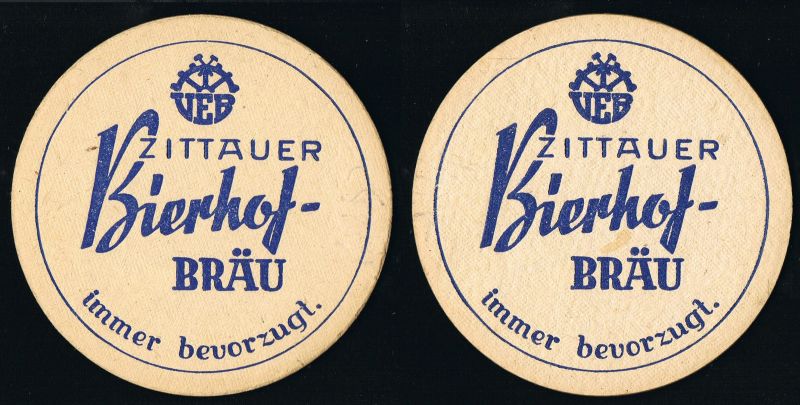 VEB
ZITTAUER
Bierhof-
BRÄU
immer bevorzugt.
VEB
ZITTAUER
Bierhof-
BRÄU
immer bevorzugt.